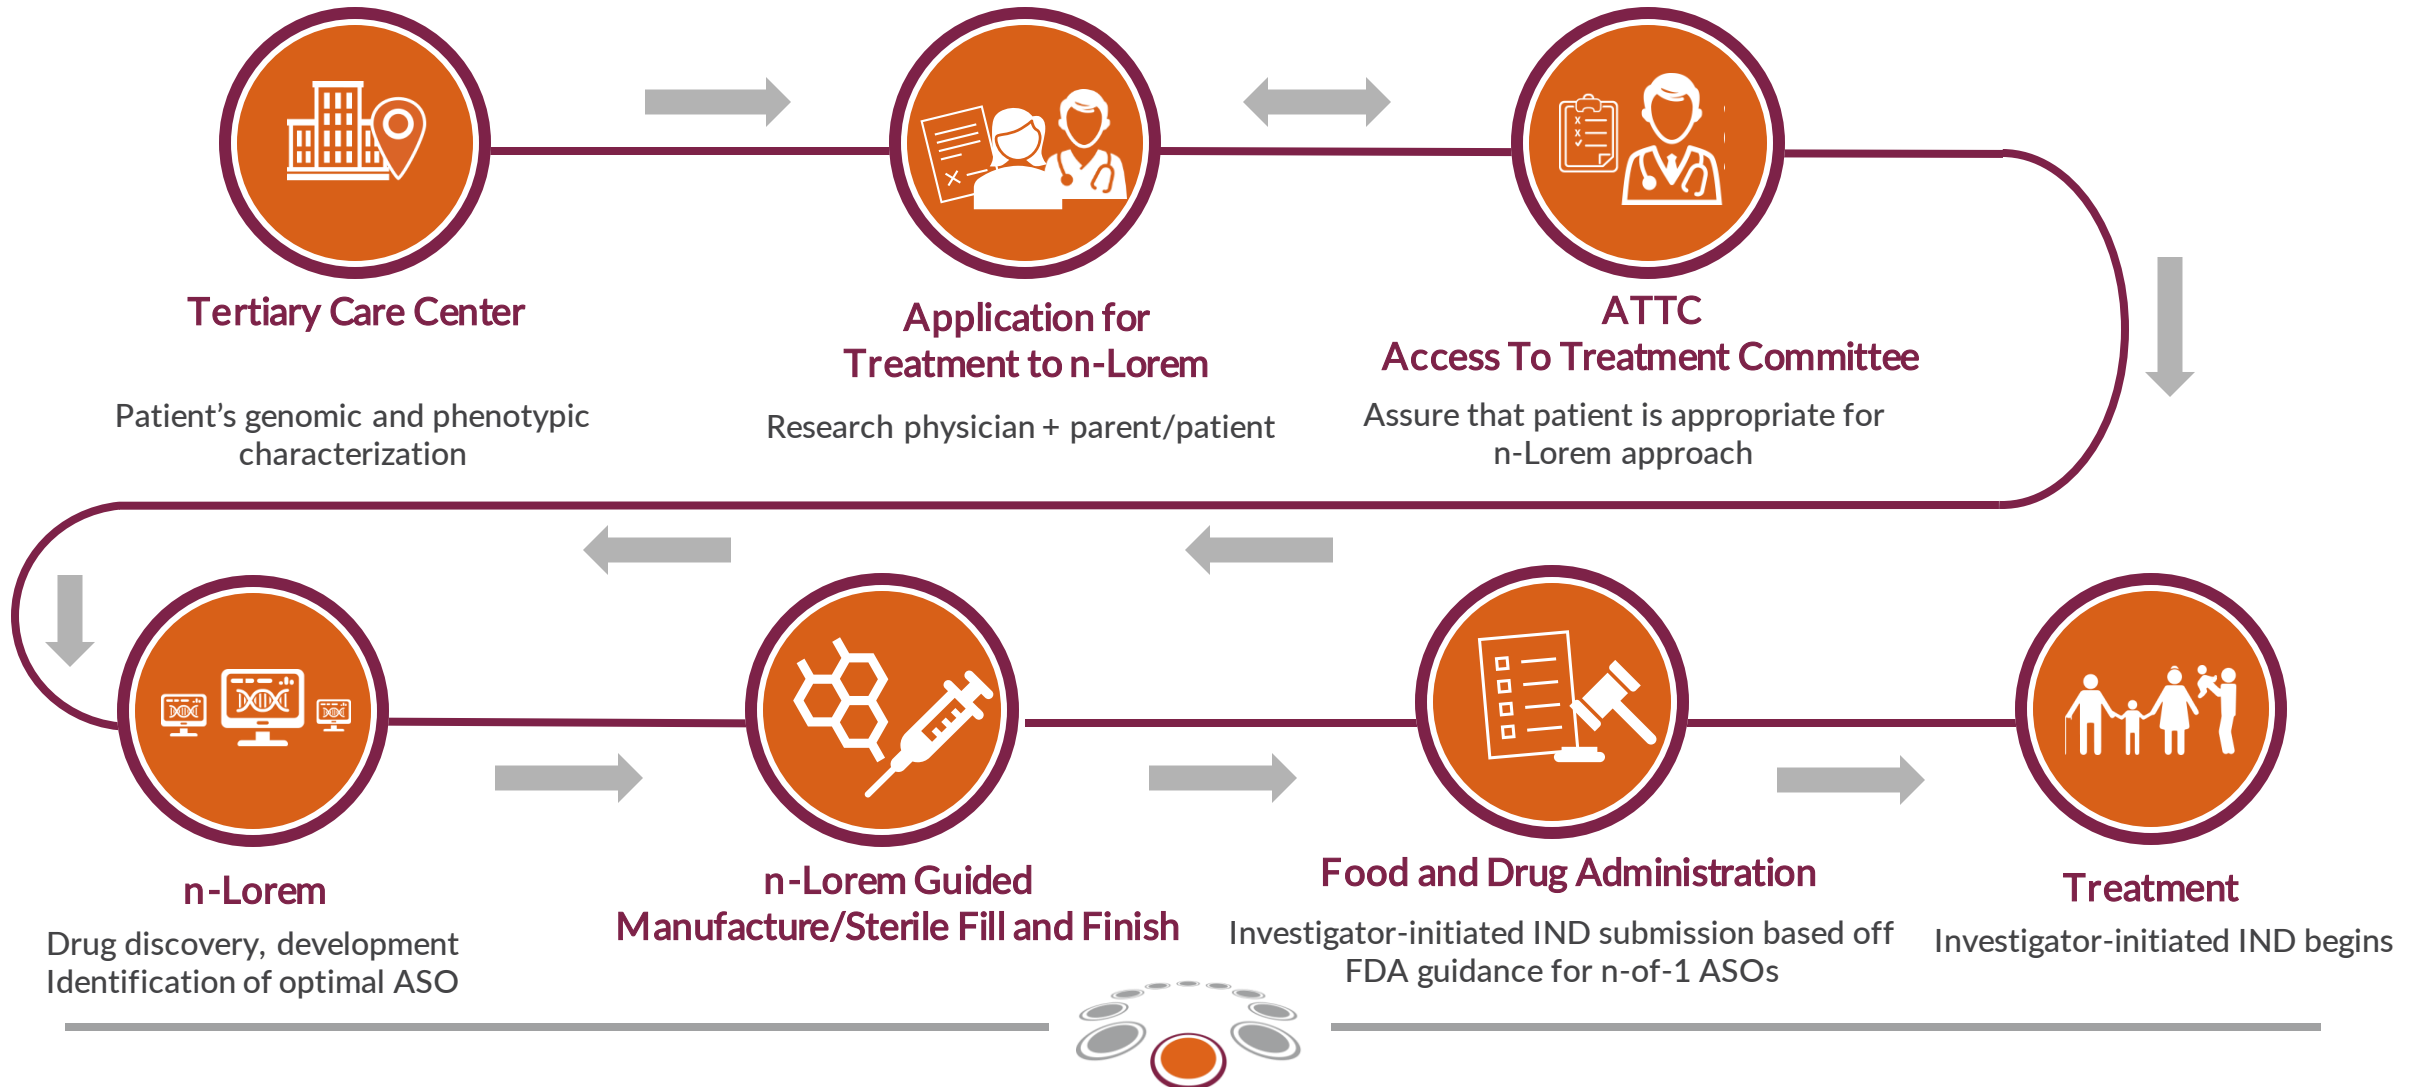 Tertiary Care Center
Patient's genomic and phenotypic
characterization
Application for
Treatment to n-Lorem
Research physician + parent/patient
ATTC
Access To Treatment Committee
Assure that patient is appropriate for
n-Lorem approach
n-Lorem
Drug discovery, development
Identification of optimal ASO
n-Lorem Guided
Manufacture/Sterile Fill and Finish
Food and Drug Administration
Investigator-initiated IND submission based off
FDA guidance for n-of-1 ASOs
Treatment
Investigator-initiated IND begins